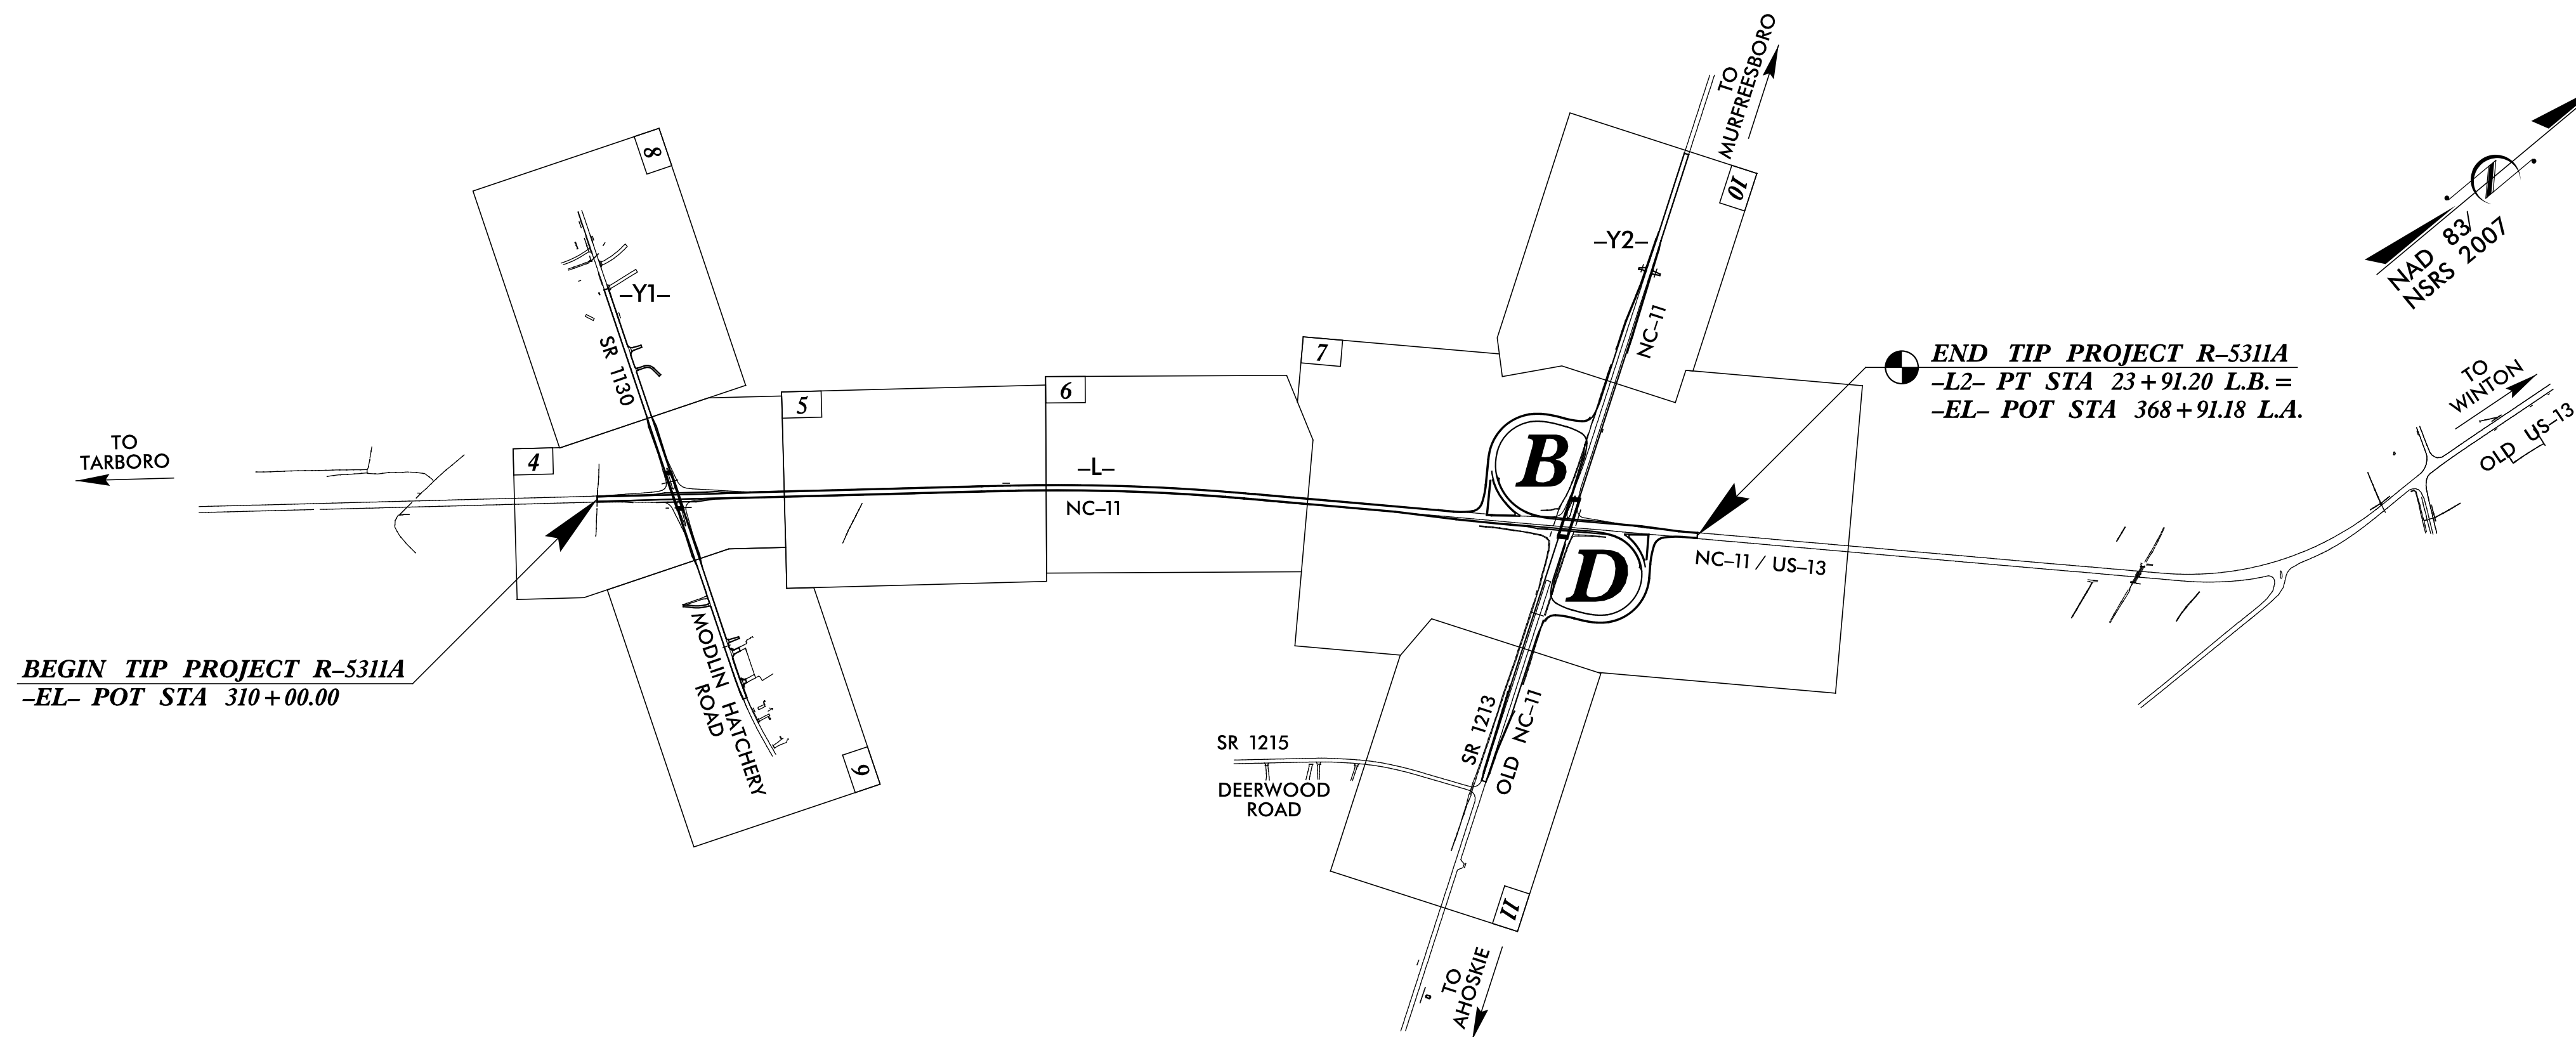 TO
MURFREESBORO
8
10
–Y2–
–Y1–
NC–11
NAD 83/
NSRS 2007
SR 1130
7
END TIP PROJECT R–5311A
–L2– PT STA 23+91.20 L.B. =
–EL– POT STA 368+91.18 L.A.
TO
WINTON
OLD US–13
5
6
TO
TARBORO
4
–L–
NC–11
B
D
NC–11 / US–13
BEGIN TIP PROJECT R–5311A
–EL– POT STA 310+00.00
MODLIN HATCHERY
ROAD
9
SR 1213
OLD NC–11
SR 1215
DEERWOOD
ROAD
11
TO
AHOSKIE